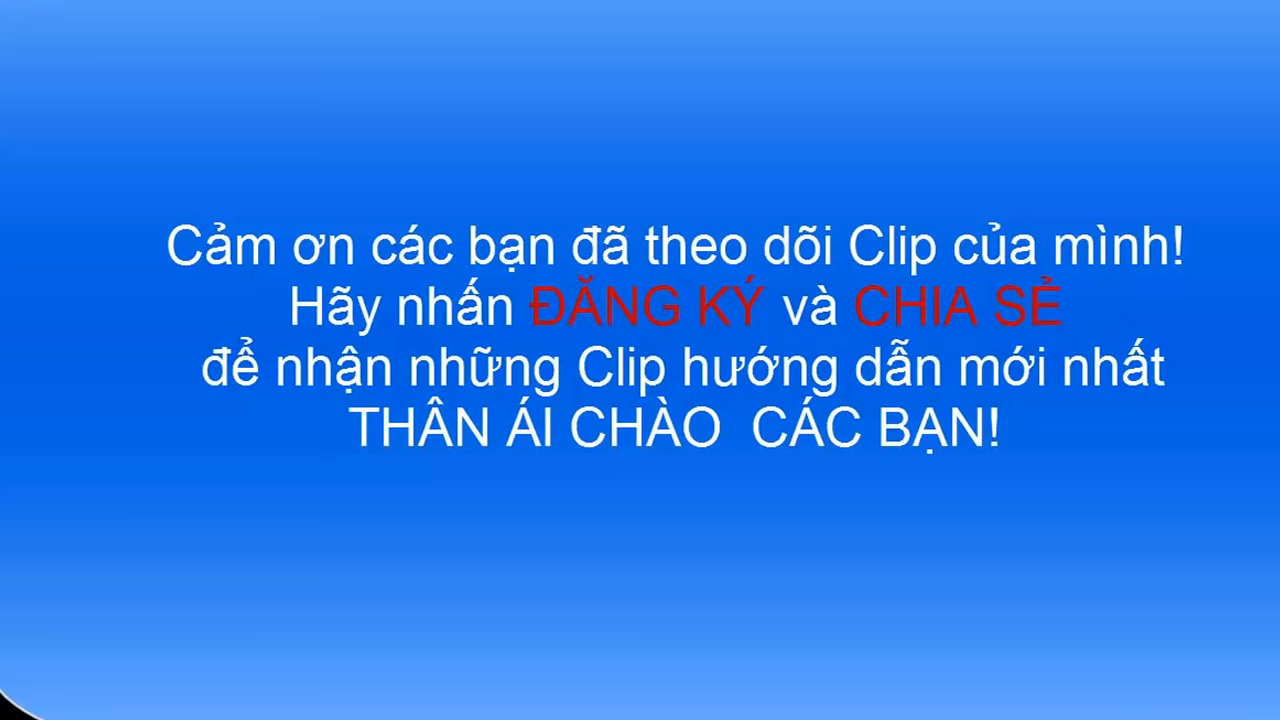 Cảm ơn các bạn đã theo dõi Clip của mình!
Hãy nhấn ĐĂNG KÝ và CHIA SẺ
để nhận những Clip hướng dẫn mới nhất
THÂN ÁI CHÀO CÁC BẠN!